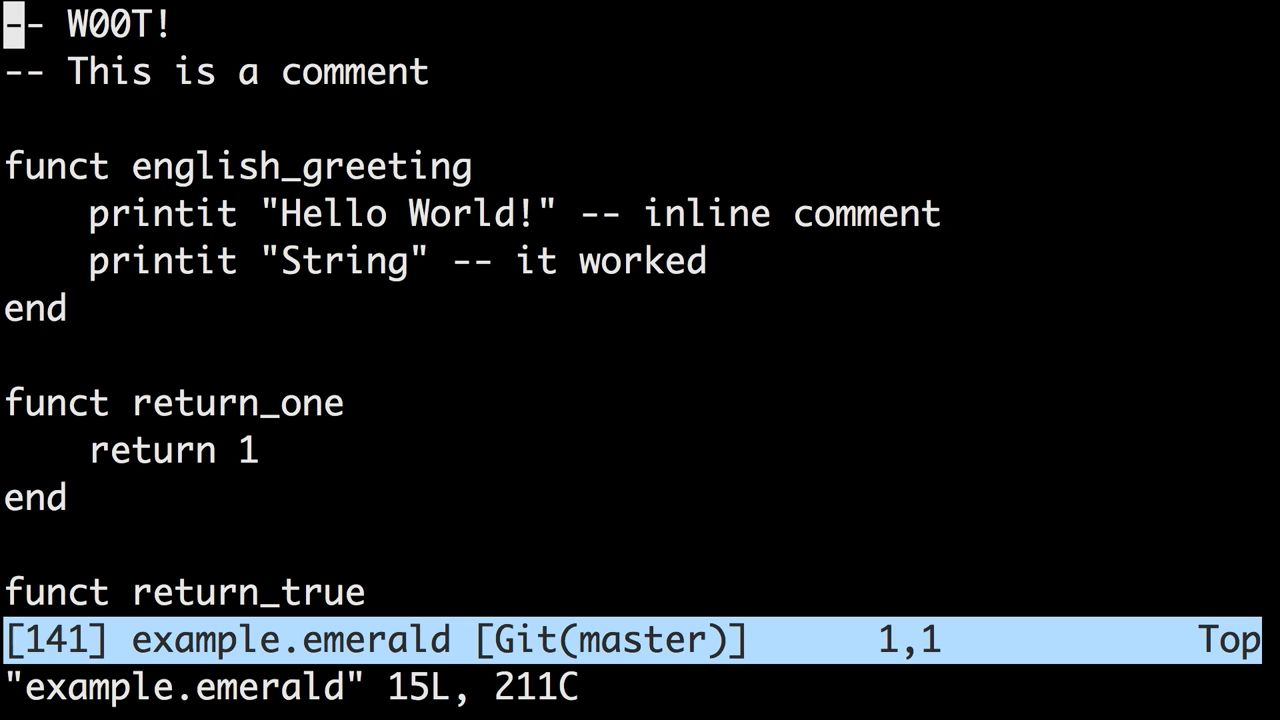 -- W00T!
-- This is a comment
funct english_greeting
    printit "Hello World!" -- inline comment
    printit "String" -- it worked
end
funct return_one
    return 1
end
funct return_true
[141] example.emerald [Git(master)] 1,1 Top
"example.emerald" 15L, 211C